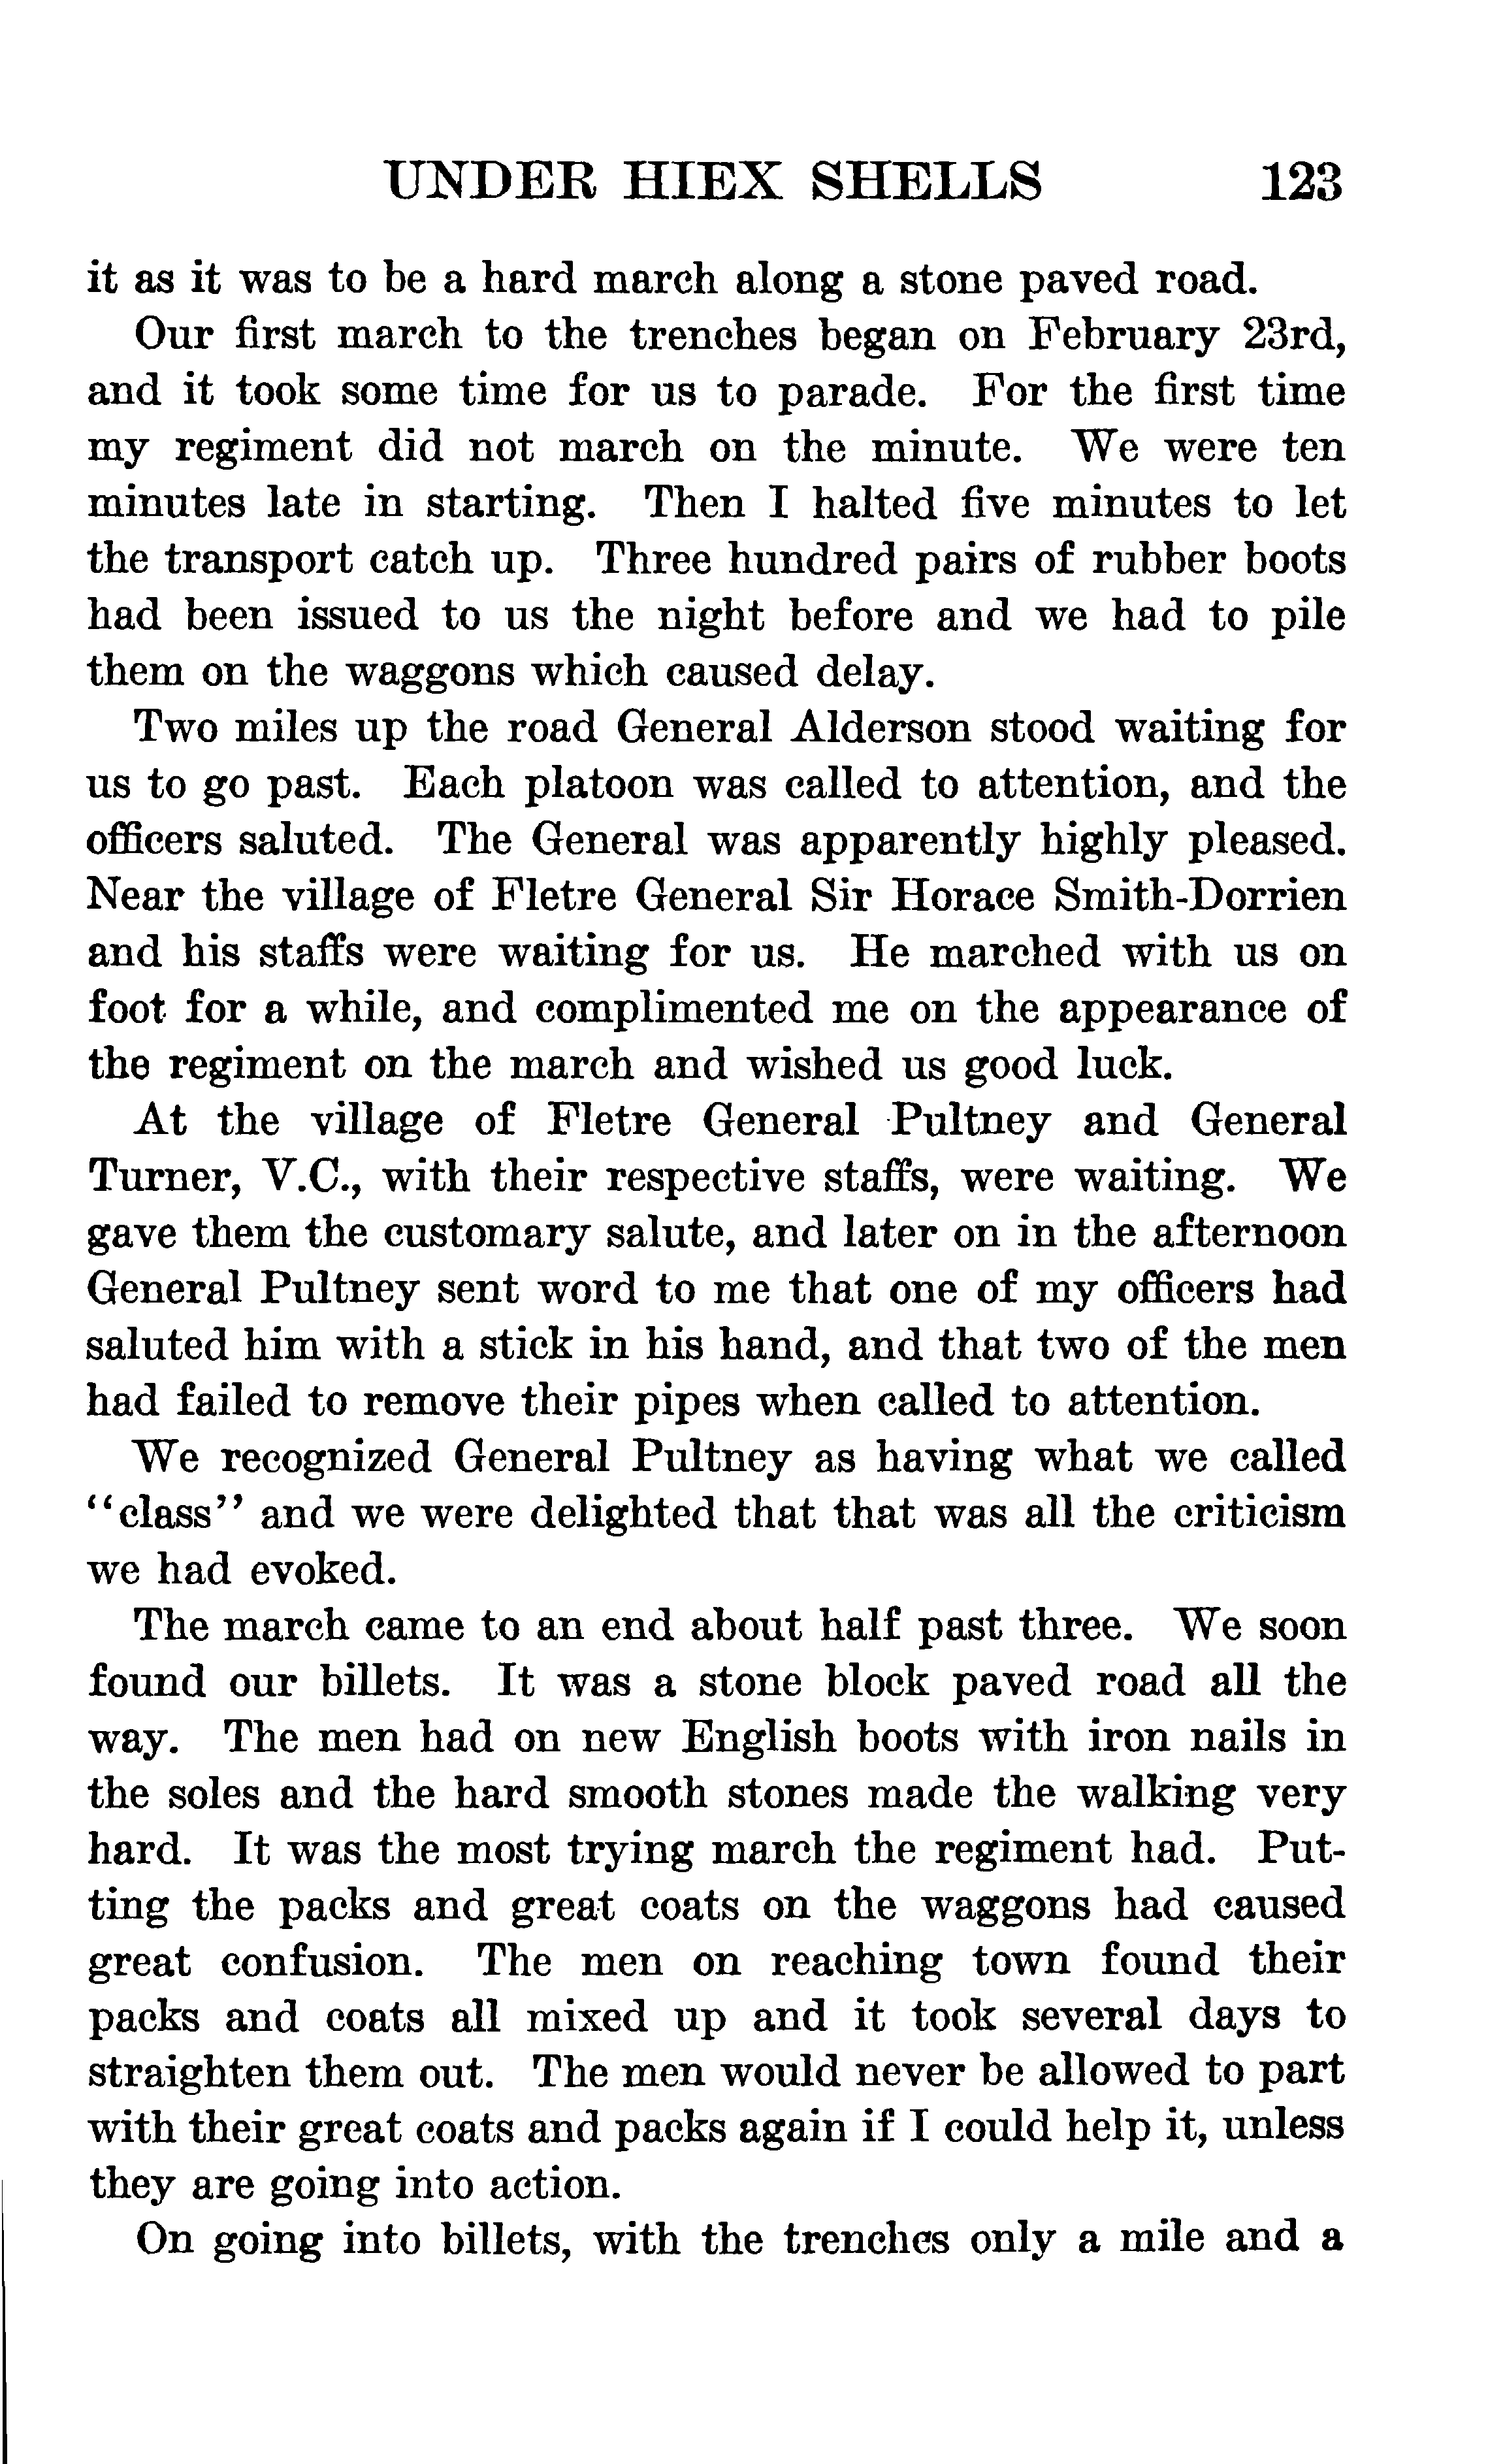 UNDER HIEX SHELLS 123
it as it was to be a hard march along a stone paved road.
Our first march to the trenches began on February 23rd,
and it took some time for us to parade. For the first time
my regiment did not march on the minute. We were ten
minutes late in starting. Then I halted five minutes to let
the transport catch up. Three hundred pairs of rubber boots
had been issued to us the night before and we had to pile
them on the waggons which caused delay.
Two miles up the road General Alderson stood waiting for
us to go past. Each platoon was called to attention, and the
officers saluted. The General was apparently highly pleased.
Near the village of Fletre General Sir Horace Smith-Dorrien
and his staffs were waiting for us. He marched with us on
foot for a while, and complimented me on the appearance of
the regiment on the march and wished us good luck.
At the village of Fletre General Pultney and General
Turner, V.C., with their respective staffs, were waiting. We
gave them the customary salute, and later on in the afternoon
General Pultney sent word to me that one of my officers had
saluted him with a stick in his hand, and that two of the men
had failed to remove their pipes when called to attention.
We recognized General Pultney as having what we called
"class" and we were delighted that that was all the criticism
we had evoked.
The march came to an end about half past three. We soon
found our billets. It was a stone block paved road all the
way. The men had on new English boots with iron nails in
the soles and the hard smooth stones made the walking very
hard. It was the most trying march the regiment had. Put-
ting the packs and great coats on the waggons had caused
great confusion. The men on reaching town found their
packs and coats all mixed up and it took several days to
straighten them out. The men would never be allowed to part
with their great coats and packs again if I could help it, unless
they are going into action.
On going into billets, with the trenches only a mile and a